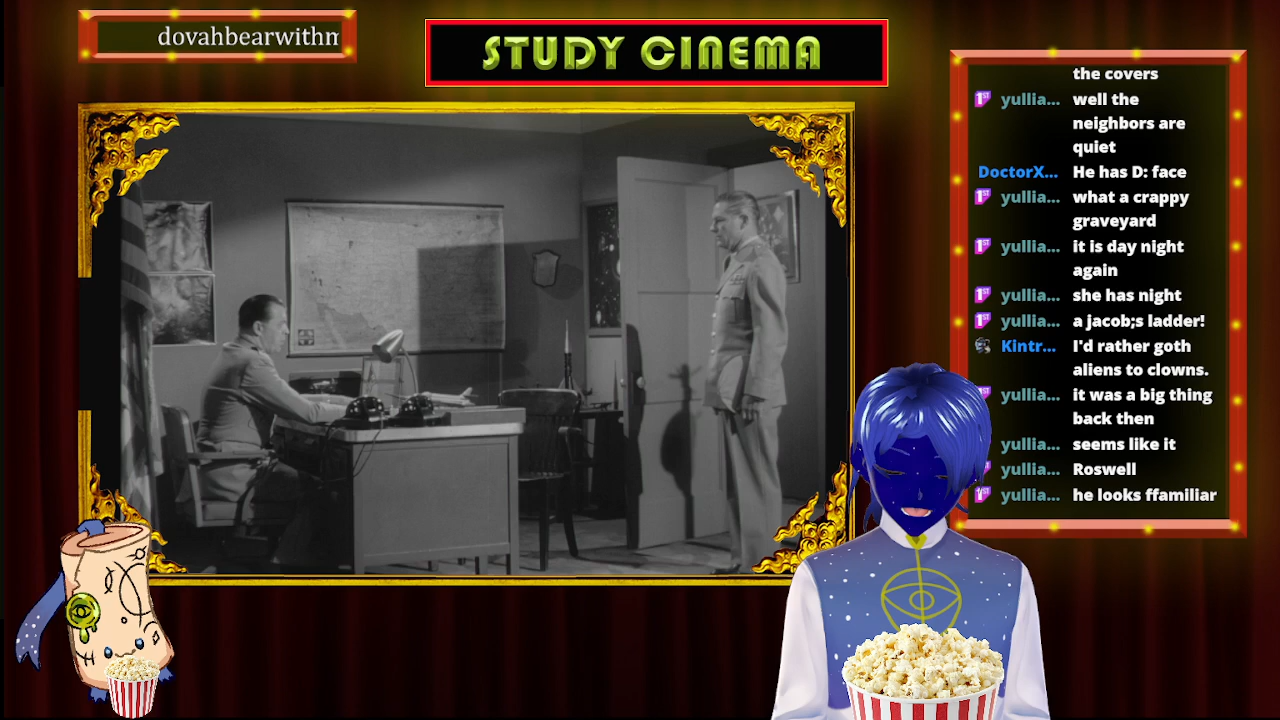 dovahbearwithm
STUDY CINEMA
the covers
yullia... well the
neighbors are
quiet
DoctorX... He has D: face
yullia... what a crappy
graveyard
yullia... it is day night
again
yullia... she has night
yullia... a jacob;s ladder!
Kintr... I'd rather goth
aliens to clowns.
yullia... it was a big thing
back then
yullia... seems like it
yullia... Roswell
yullia... he looks ffamiliar